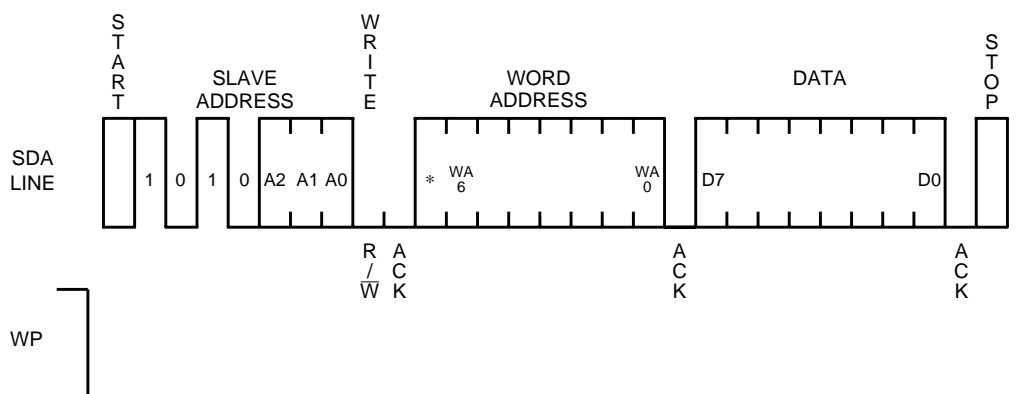 START
WRITE
STOP
SLAVE
ADDRESS
WORD
ADDRESS
DATA
SDA
LINE
1 0 1 0 A2 A1 A0 * WA
6 WA
0 D7 D0
R/W
ACK
ACK
ACK
WP